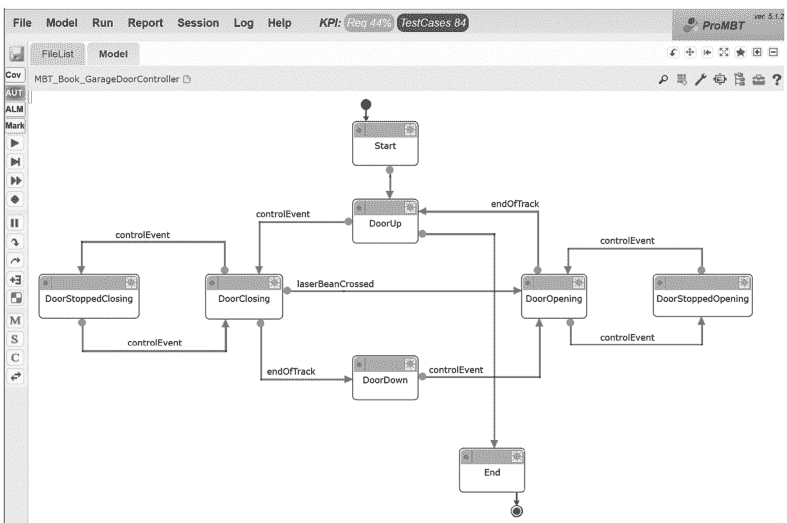 File Model Run Report Session Log Help KPI: Req 44% TestCases 84
ProMBT ver. 5.1.2
FileList Model
Cov
MBT_Book_GarageDoorController
AUT
ALM
Mark
Start
DoorUp
endOfTrack
controlEvent
controlEvent
controlEvent
DoorStoppedClosing
DoorClosing
laserBeanCrossed
DoorOpening
DoorStoppedOpening
controlEvent
controlEvent
endOfTrack
DoorDown
controlEvent
M
S
C
End